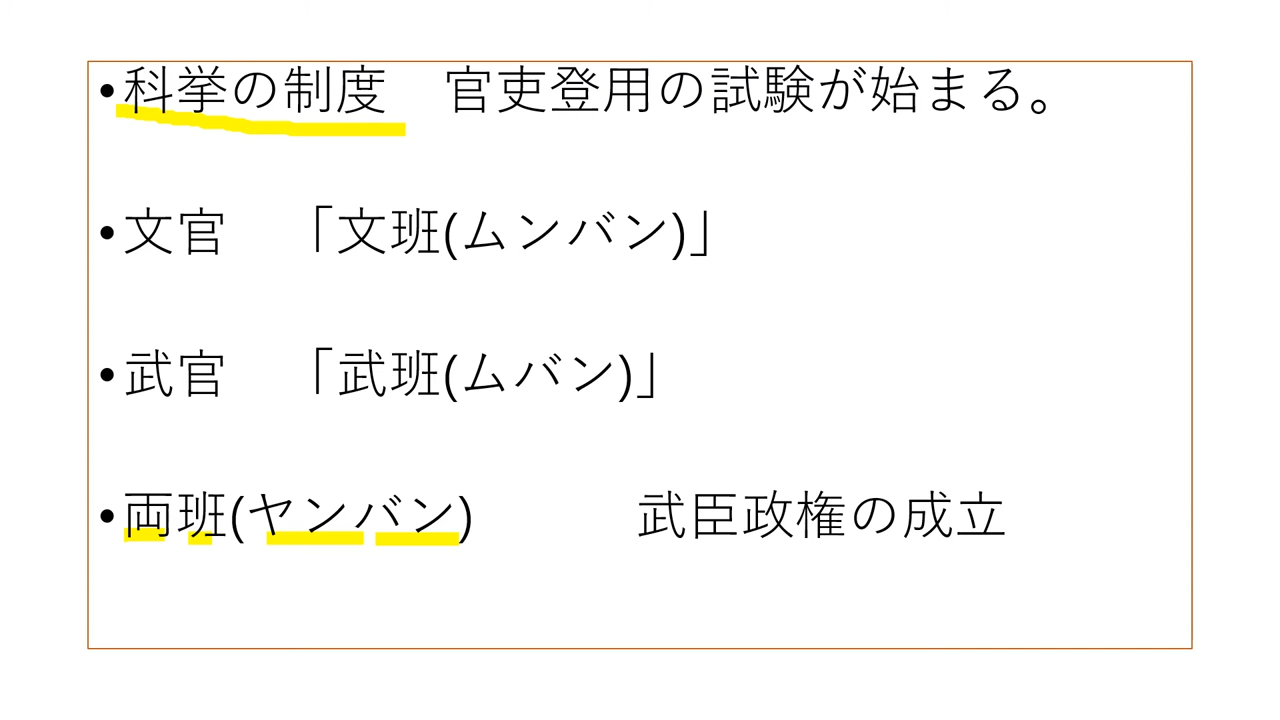 •科挙の制度　官吏登用の試験が始まる。
•文官　「文班(ムンバン)」
•武官　「武班(ムバン)」
•両班(ヤンバン)　　　武臣政権の成立